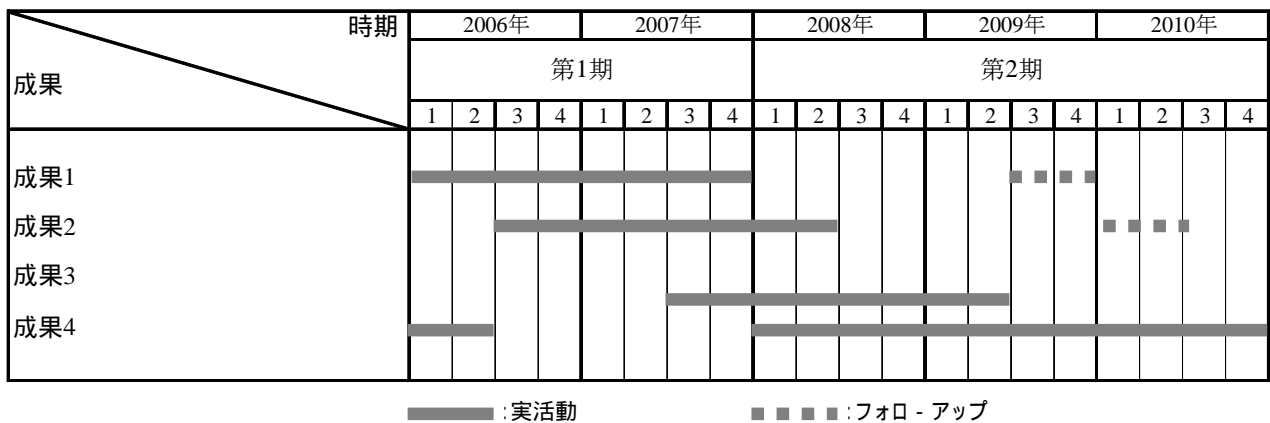 時期 2006年 2007年 2008年 2009年 2010年
成果 第1期 第2期
1 2 3 4 1 2 3 4 1 2 3 4 1 2 3 4 1 2 3 4
成果1
成果2
成果3
成果4
:実活動 :フォロ - アップ